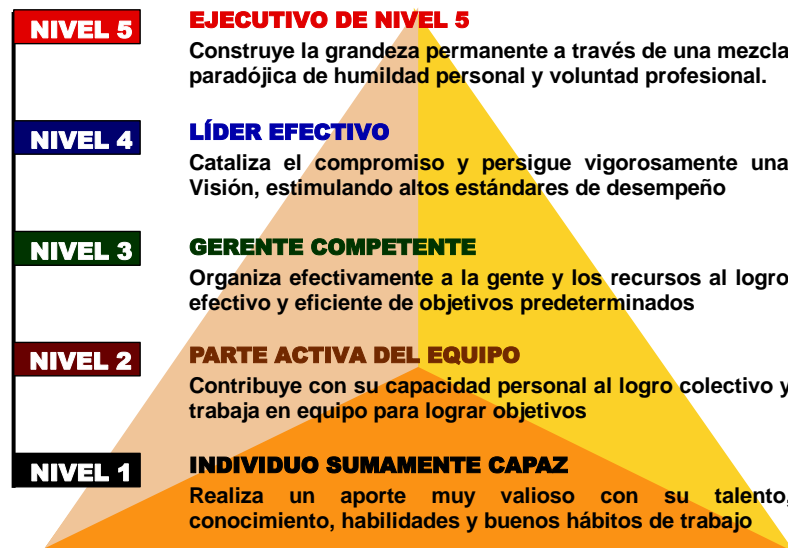 NIVEL 5
EJECUTIVO DE NIVEL 5
Construye la grandeza permanente a través de una mezcla
paradójica de humildad personal y voluntad profesional.
NIVEL 4
LÍDER EFECTIVO
Cataliza el compromiso y persigue vigorosamente una
Visión, estimulando altos estándares de desempeño
NIVEL 3
GERENTE COMPETENTE
Organiza efectivamente a la gente y los recursos al logro
efectivo y eficiente de objetivos predeterminados
NIVEL 2
PARTE ACTIVA DEL EQUIPO
Contribuye con su capacidad personal al logro colectivo y
trabaja en equipo para lograr objetivos
NIVEL 1
INDIVIDUO SUMAMENTE CAPAZ
Realiza un aporte muy valioso con su talento,
conocimiento, habilidades y buenos hábitos de trabajo